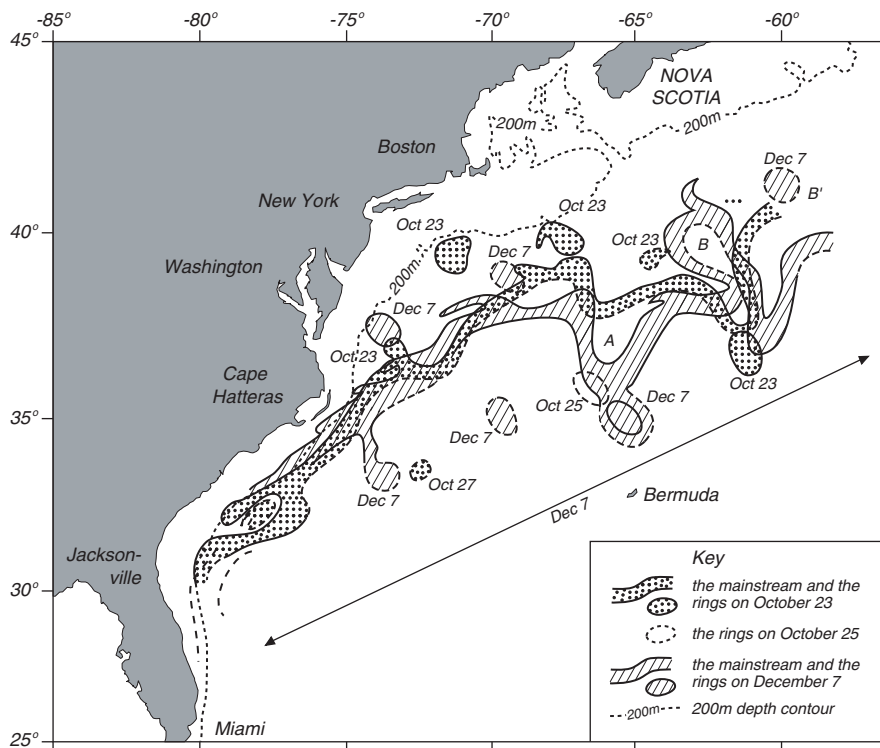 -85° -80° -75° -70° -65° -60°
45°
NOVA
SCOTIA
200m
200m
Boston
Dec 7
B'
New York
Oct 23
Oct 23
40°
Oct 23
B
Washington
Dec 7
200m
Dec 7
A
Oct 23
Cape
Hatteras
Oct 23
Oct 25
Dec 7
35°
Dec 7
Dec 7
Oct 27
Bermuda
Dec 7
Jackson-
ville
30°
Key
the mainstream and the
rings on October 23
the rings on October 25
the mainstream and the
rings on December 7
200m
200m depth contour
Miami
25°